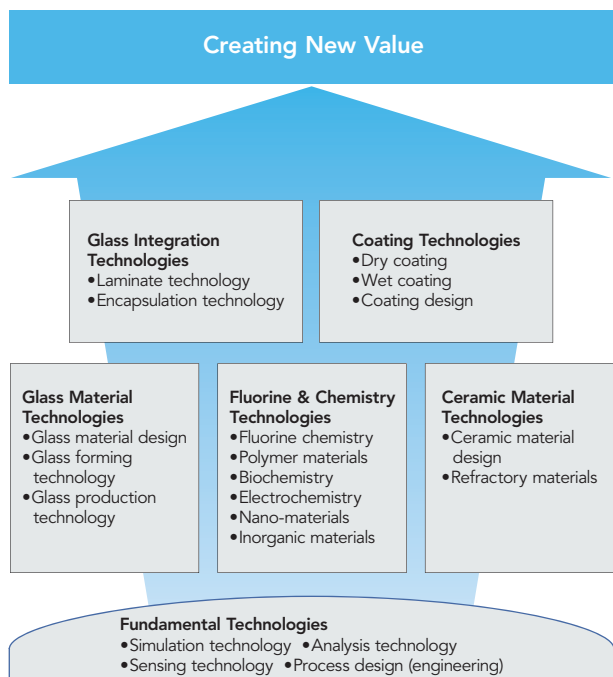 Creating New Value
Glass Integration
Technologies
•Laminate technology
•Encapsulation technology
Coating Technologies
•Dry coating
•Wet coating
•Coating design
Glass Material
Technologies
•Glass material design
•Glass forming
technology
•Glass production
technology
Fluorine & Chemistry
Technologies
•Fluorine chemistry
•Polymer materials
•Biochemistry
•Electrochemistry
•Nano-materials
•Inorganic materials
Ceramic Material
Technologies
•Ceramic material
design
•Refractory materials
Fundamental Technologies
•Simulation technology •Analysis technology
•Sensing technology •Process design (engineering)